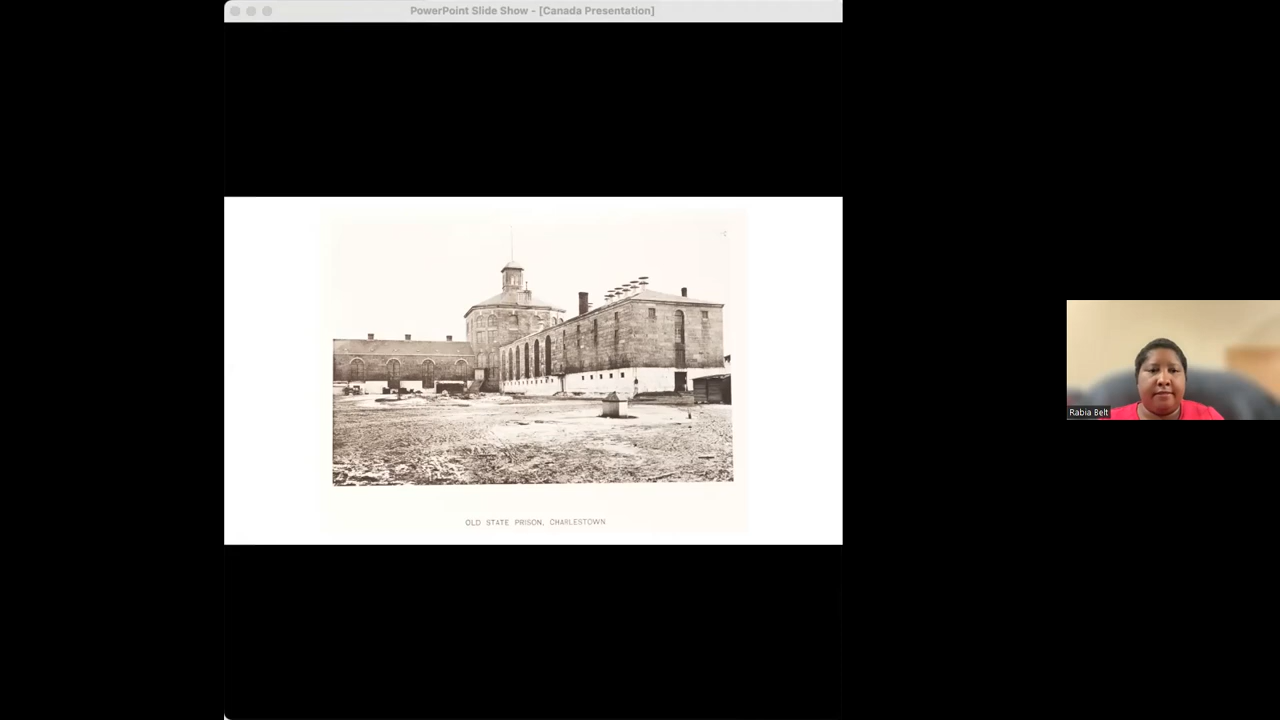 PowerPoint Slide Show - [Canada Presentation]
OLD STATE PRISON, CHARLESTOWN
Rabia Belt